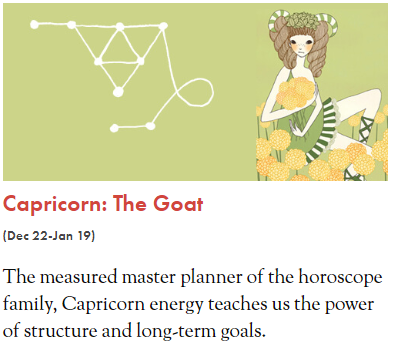 Capricorn: The Goat
(Dec 22-Jan 19)
The measured master planner of the horoscope
family, Capricorn energy teaches us the power
of structure and long-term goals.